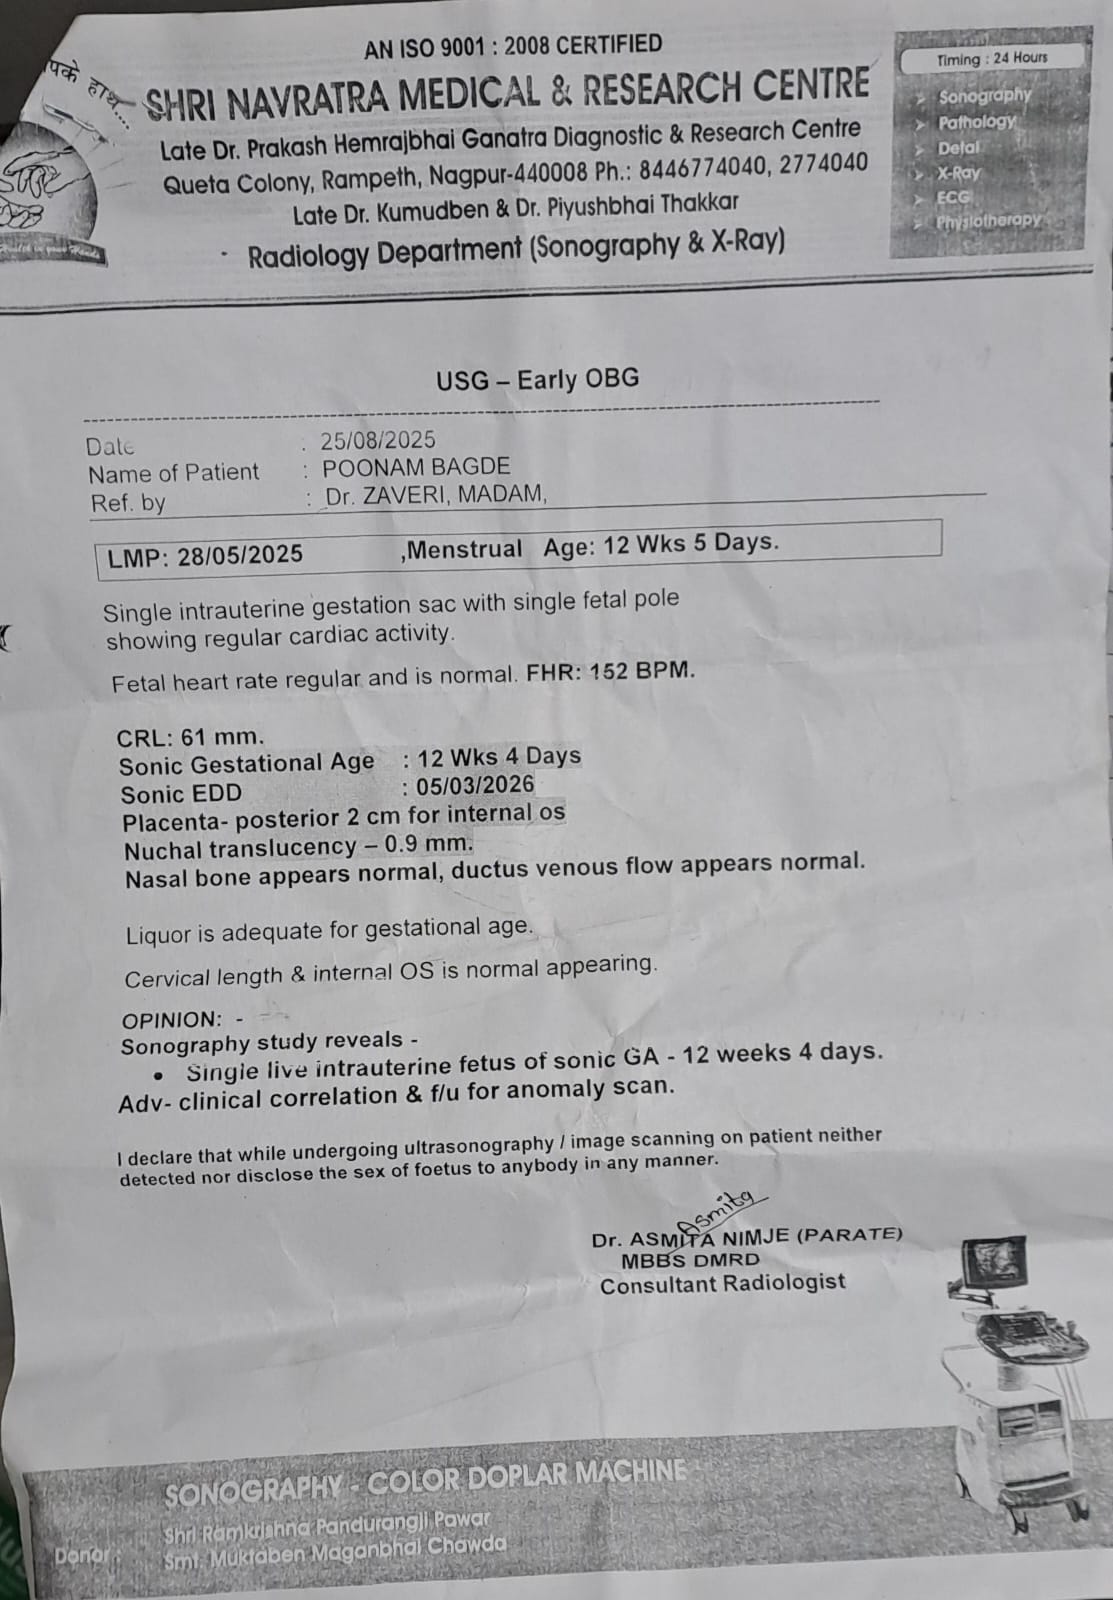 पके हाथ....
Health in your Hands
AN ISO 9001 : 2008 CERTIFIED
SHRI NAVRATRA MEDICAL & RESEARCH CENTRE
Late Dr. Prakash Hemrajbhai Ganatra Diagnostic & Research Centre
Queta Colony, Rampeth, Nagpur-440008 Ph.: 8446774040, 2774040
Late Dr. Kumudben & Dr. Piyushbhai Thakkar
Radiology Department (Sonography & X-Ray)
Timing : 24 Hours
Sonography
Pathology
Detal
X-Ray
ECG
Physiotherapy
USG – Early OBG
Date : 25/08/2025
Name of Patient : POONAM BAGDE
Ref. by : Dr. ZAVERI, MADAM,
LMP: 28/05/2025 ,Menstrual Age: 12 Wks 5 Days.
Single intrauterine gestation sac with single fetal pole
showing regular cardiac activity.
Fetal heart rate regular and is normal. FHR: 152 BPM.
CRL: 61 mm.
Sonic Gestational Age : 12 Wks 4 Days
Sonic EDD : 05/03/2026
Placenta- posterior 2 cm for internal os
Nuchal translucency – 0.9 mm.
Nasal bone appears normal, ductus venous flow appears normal.
Liquor is adequate for gestational age.
Cervical length & internal OS is normal appearing.
OPINION: -
Sonography study reveals -
• Single live intrauterine fetus of sonic GA - 12 weeks 4 days.
Adv- clinical correlation & f/u for anomaly scan.
I declare that while undergoing ultrasonography / image scanning on patient neither
detected nor disclose the sex of foetus to anybody in any manner.
Asmita
Dr. ASMITA NIMJE (PARATE)
MBBS DMRD
Consultant Radiologist
SONOGRAPHY - COLOR DOPLAR MACHINE
Donor : Shri Ramkrishna Pandurangji Pawar
Smt. Muktaben Maganbhai Chawda